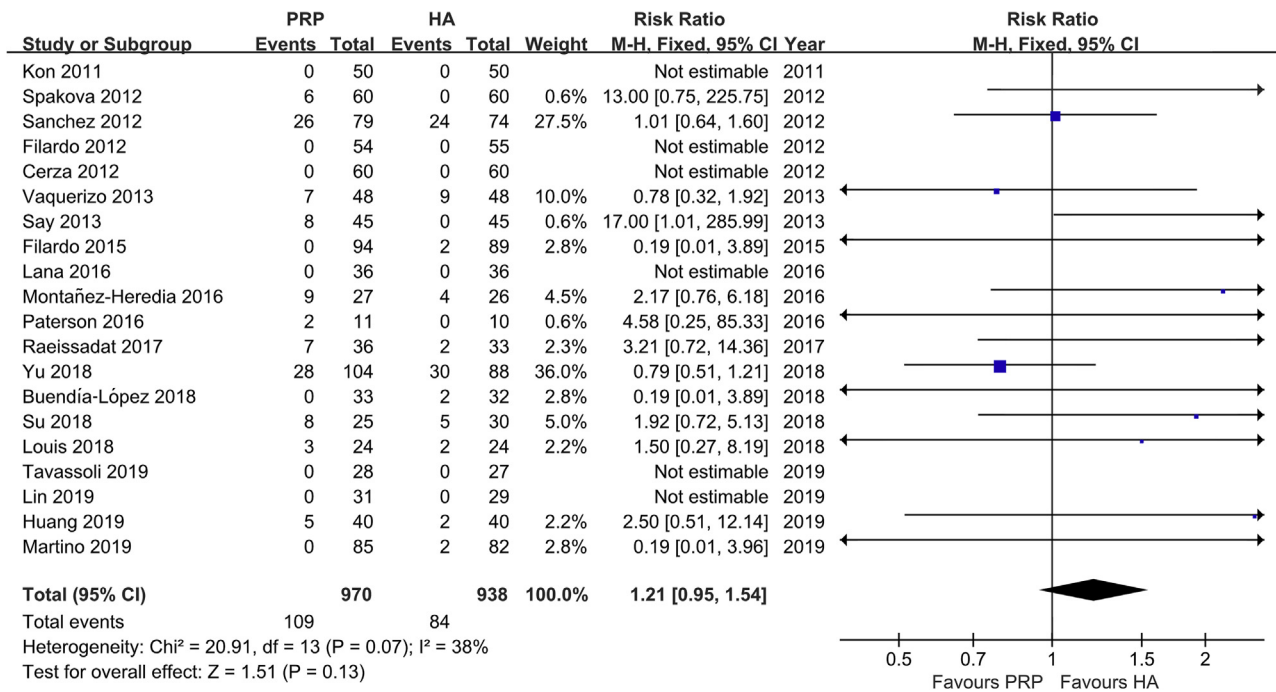 PRP HA Risk Ratio Risk Ratio
Study or Subgroup Events Total Events Total Weight M-H, Fixed, 95% CI Year M-H, Fixed, 95% CI
Kon 2011 0 50 0 50 Not estimable 2011
Spakova 2012 6 60 0 60 0.6% 13.00 [0.75, 225.75] 2012
Sanchez 2012 26 79 24 74 27.5% 1.01 [0.64, 1.60] 2012
Filardo 2012 0 54 0 55 Not estimable 2012
Cerza 2012 0 60 0 60 Not estimable 2012
Vaquerizo 2013 7 48 9 48 10.0% 0.78 [0.32, 1.92] 2013
Say 2013 8 45 0 45 0.6% 17.00 [1.01, 285.99] 2013
Filardo 2015 0 94 2 89 2.8% 0.19 [0.01, 3.89] 2015
Lana 2016 0 36 0 36 Not estimable 2016
Montañez-Heredia 2016 9 27 4 26 4.5% 2.17 [0.76, 6.18] 2016
Paterson 2016 2 11 0 10 0.6% 4.58 [0.25, 85.33] 2016
Raeissadat 2017 7 36 2 33 2.3% 3.21 [0.72, 14.36] 2017
Yu 2018 28 104 30 88 36.0% 0.79 [0.51, 1.21] 2018
Buendía-López 2018 0 33 2 32 2.8% 0.19 [0.01, 3.89] 2018
Su 2018 8 25 5 30 5.0% 1.92 [0.72, 5.13] 2018
Louis 2018 3 24 2 24 2.2% 1.50 [0.27, 8.19] 2018
Tavassoli 2019 0 28 0 27 Not estimable 2019
Lin 2019 0 31 0 29 Not estimable 2019
Huang 2019 5 40 2 40 2.2% 2.50 [0.51, 12.14] 2019
Martino 2019 0 85 2 82 2.8% 0.19 [0.01, 3.96] 2019
Total (95% CI) 970 938 100.0% 1.21 [0.95, 1.54]
Total events 109 84
Heterogeneity: Chi² = 20.91, df = 13 (P = 0.07); I² = 38%
Test for overall effect: Z = 1.51 (P = 0.13)
0.5 0.7 1 1.5 2
Favours PRP Favours HA